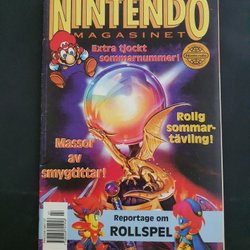 NINTENDO
MAGASINET
Extra tjockt
sommarnummer!
Rolig
sommar-
tävling!
Massor
av
smygtittar!
Reportage om
ROLLSPEL